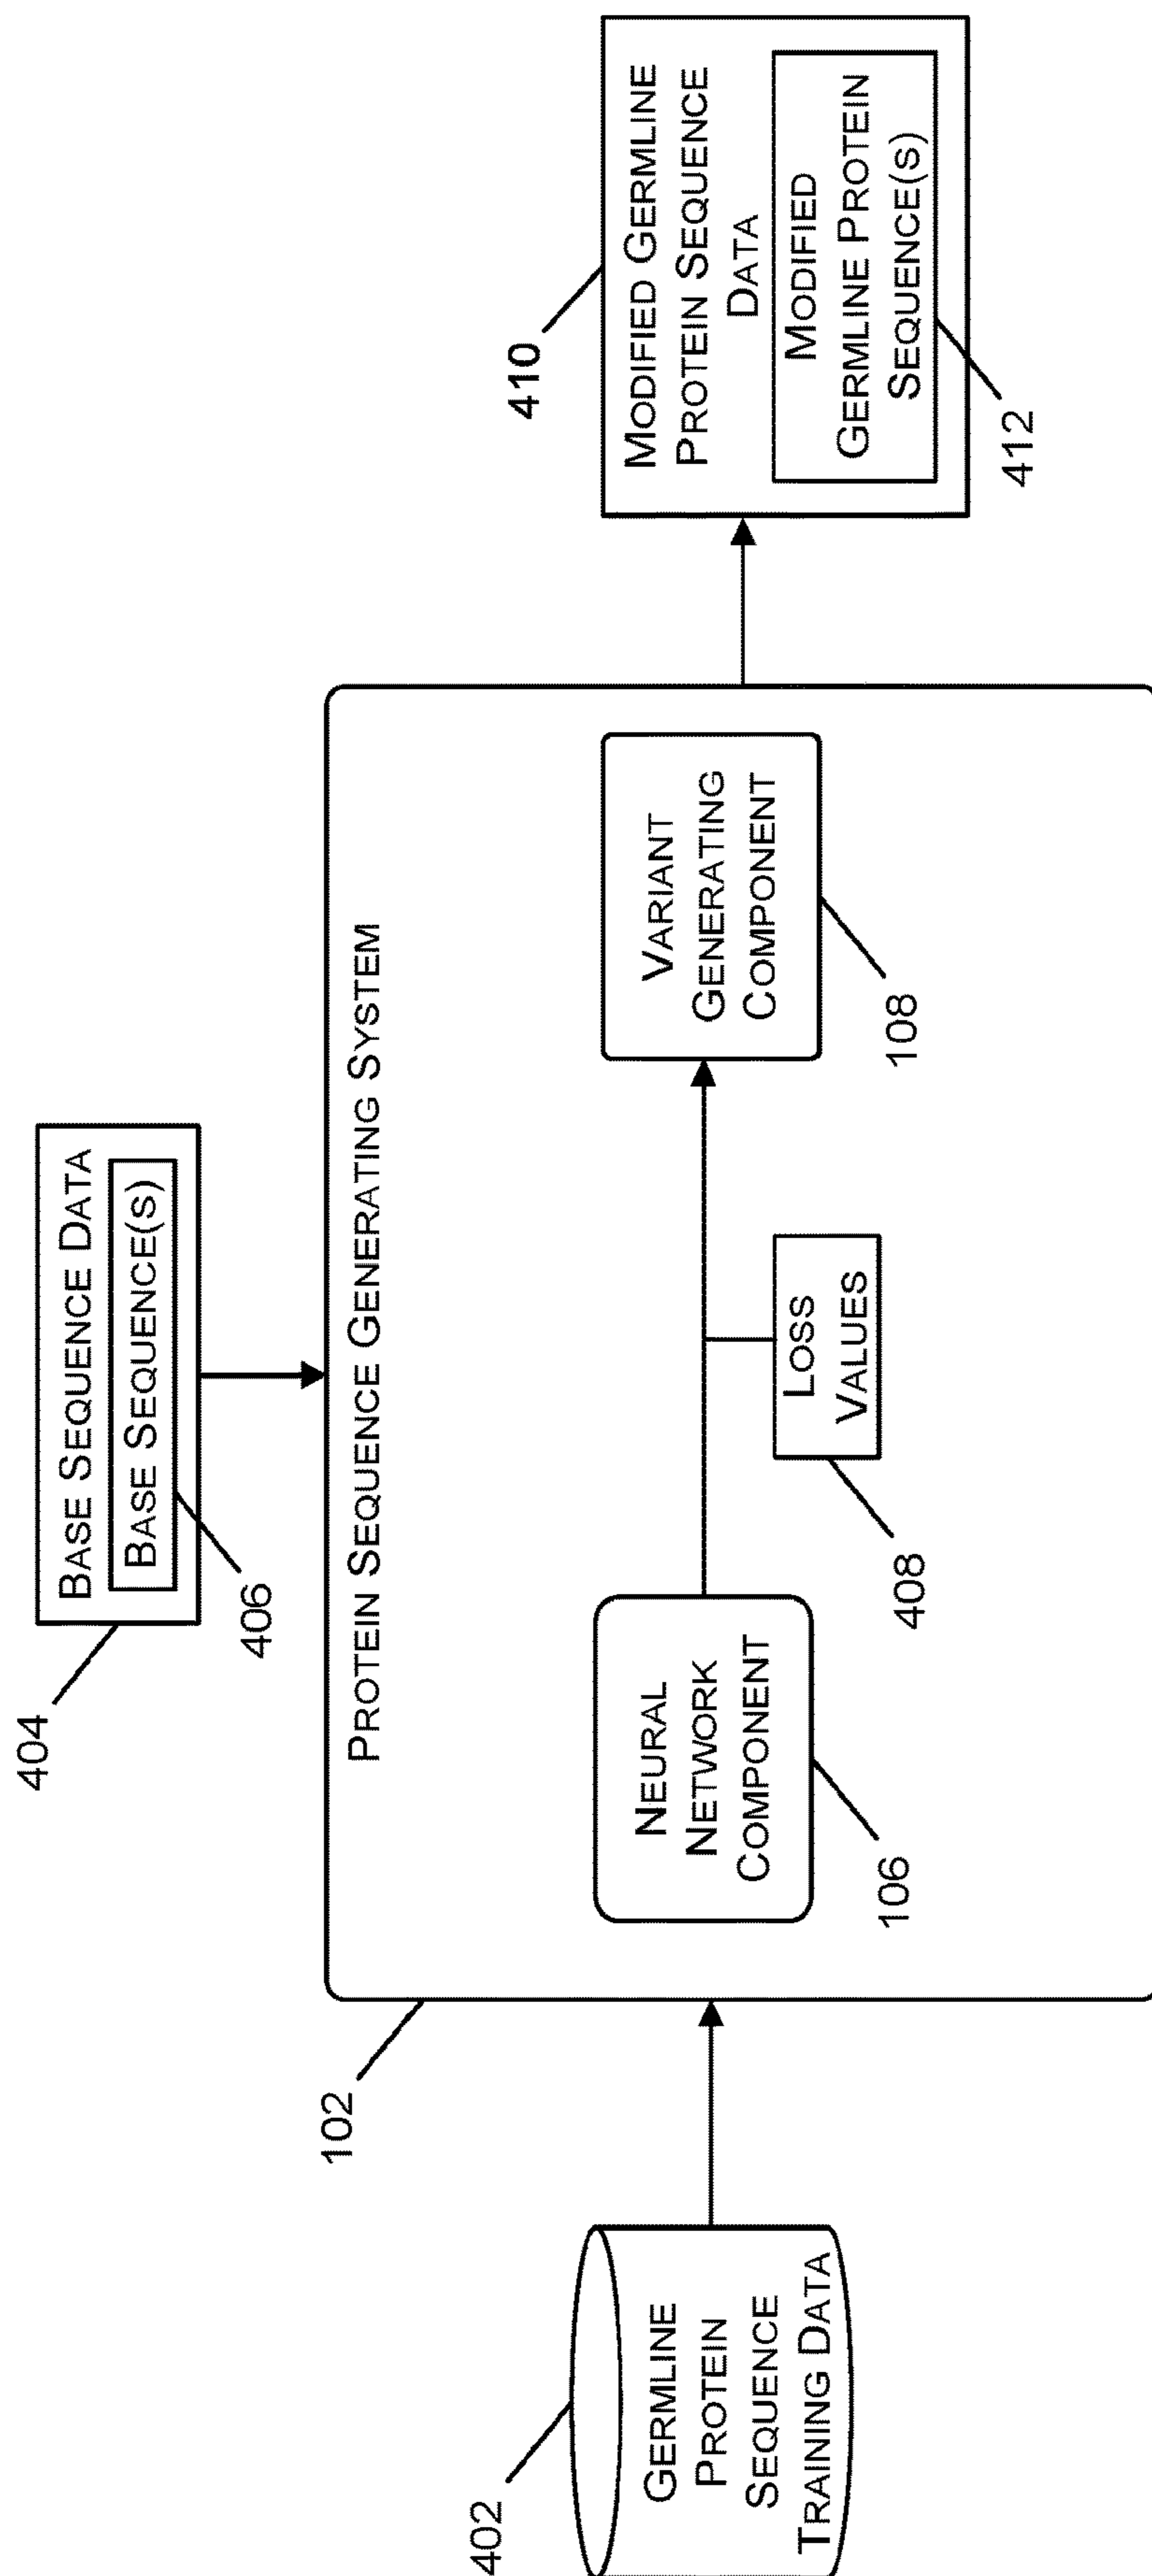 404
BASE SEQUENCE DATA
BASE SEQUENCE(S)
406
102
PROTEIN SEQUENCE GENERATING SYSTEM
402
GERMLINE
PROTEIN
SEQUENCE
TRAINING DATA
NEURAL
NETWORK
COMPONENT
106
LOSS
VALUES
408
VARIANT
GENERATING
COMPONENT
108
410
MODIFIED GERMLINE
PROTEIN SEQUENCE
DATA
MODIFIED
GERMLINE PROTEIN
SEQUENCE(S)
412